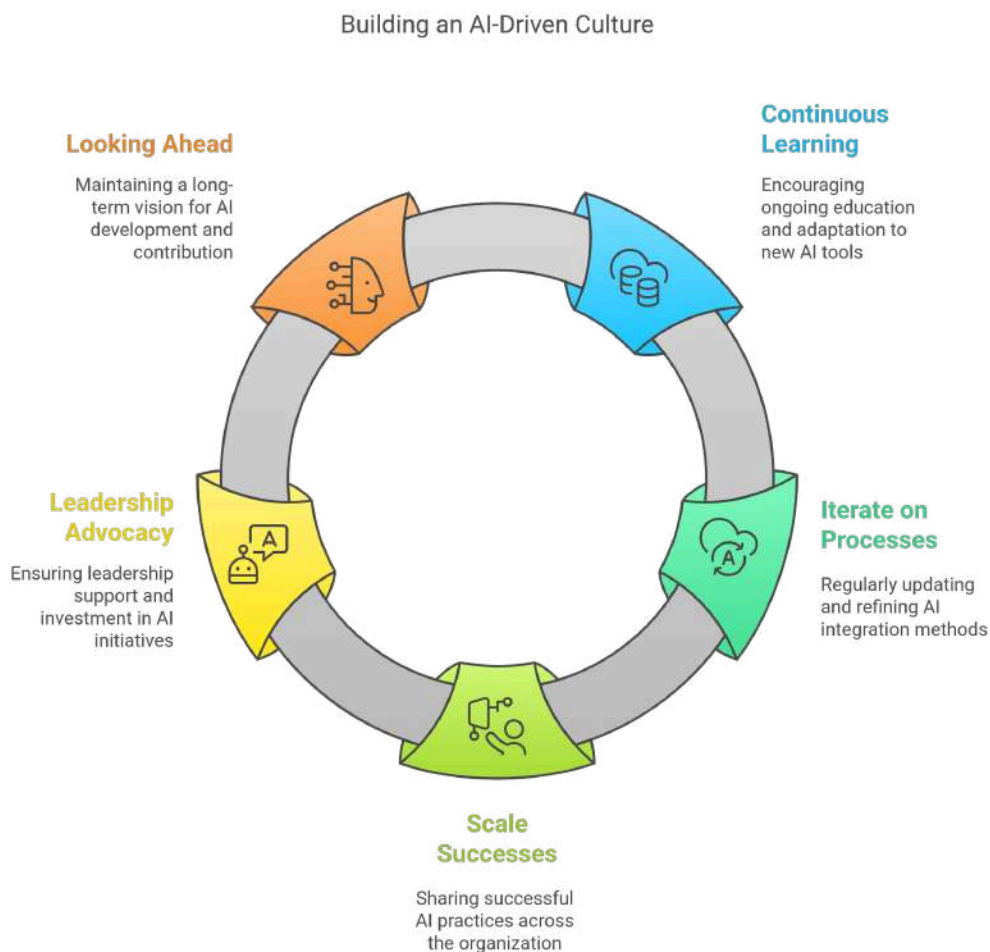 Building an AI-Driven Culture
Looking Ahead
Maintaining a long-
term vision for AI
development and
contribution
Continuous
Learning
Encouraging
ongoing education
and adaptation to
new AI tools
Leadership
Advocacy
Ensuring leadership
support and
investment in AI
initiatives
A
Iterate on
Processes
Regularly updating
and refining AI
integration methods
A
Scale
Successes
Sharing successful
AI practices across
the organization